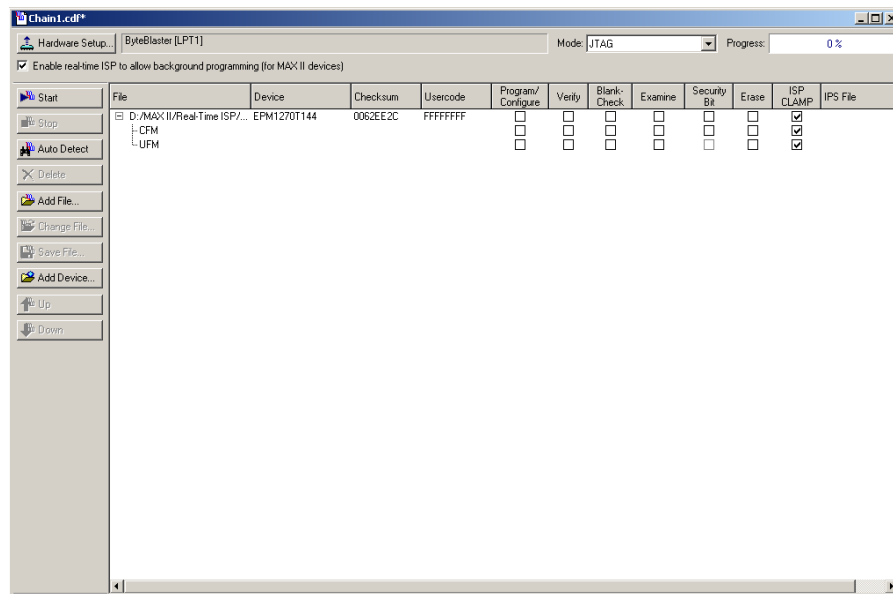 Chain1.cdf*
Hardware Setup... ByteBlaster [LPT1] Mode: JTAG Progress: 0 %
Enable real-time ISP to allow background programming (for MAX II devices)
Start
Stop
Auto Detect
Delete
Add File...
Change File...
Save File...
Add Device...
Up
Down
File Device Checksum Usercode Program/Configure Verify Blank-Check Examine Security Bit Erase ISP CLAMP IPS File
D:/MAX II/Real-Time ISP/... EPM1270T144 0062EE2C FFFFFFFF
CFM
UFM